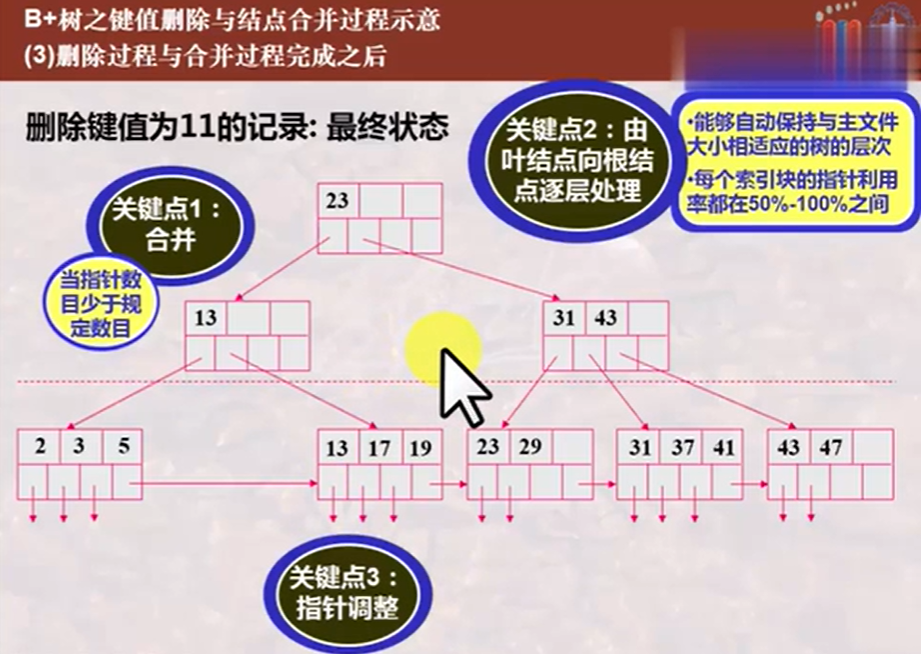 B+树之键值删除与结点合并过程示意
(3)删除过程与合并过程完成之后
删除键值为11的记录: 最终状态
关键点2：由
叶结点向根结
点逐层处理
•能够自动保持与主文件
大小相适应的树的层次
•每个索引块的指针利用
率都在50%-100%之间
关键点1：
合并
当指针数
目少于规
定数目
23
13
31 43
2 3 5
13 17 19
23 29
31 37 41
43 47
关键点3：
指针调整